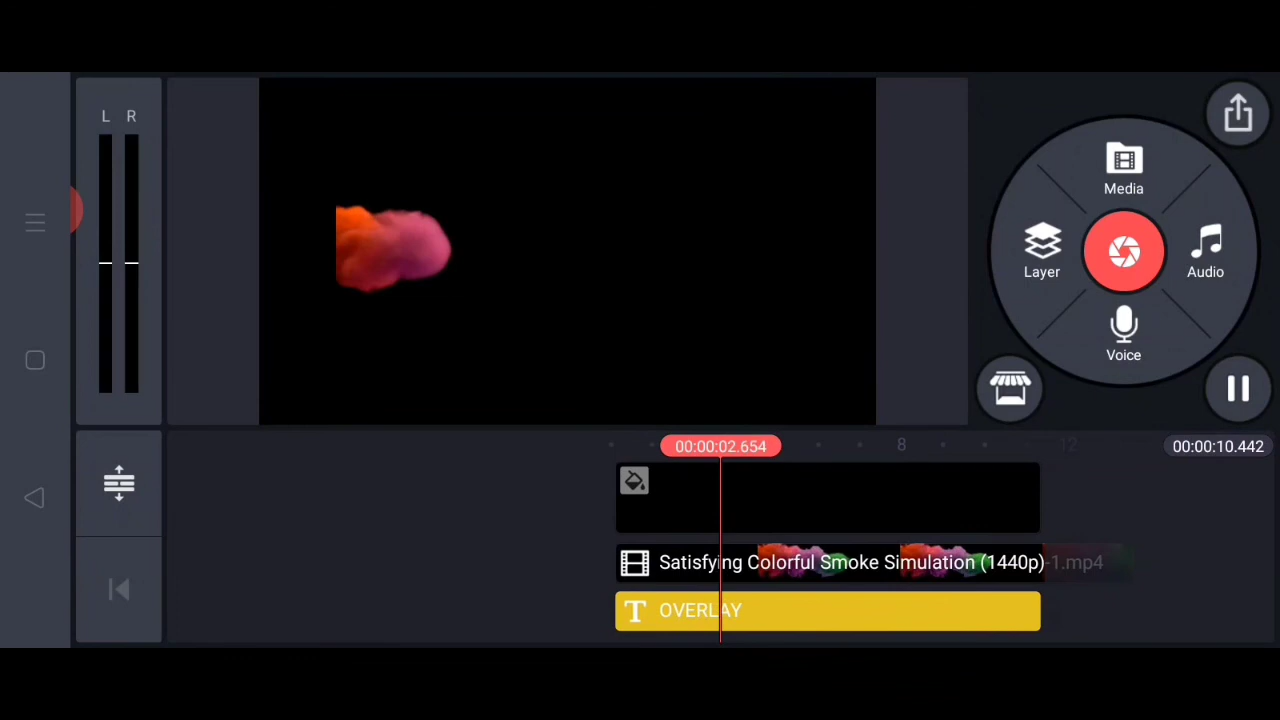 L R
Media
Layer
Audio
Voice
00:00:02.654
8
12
00:00:10.442
Satisfying Colorful Smoke Simulation (1440p)-1.mp4
T OVERLAY